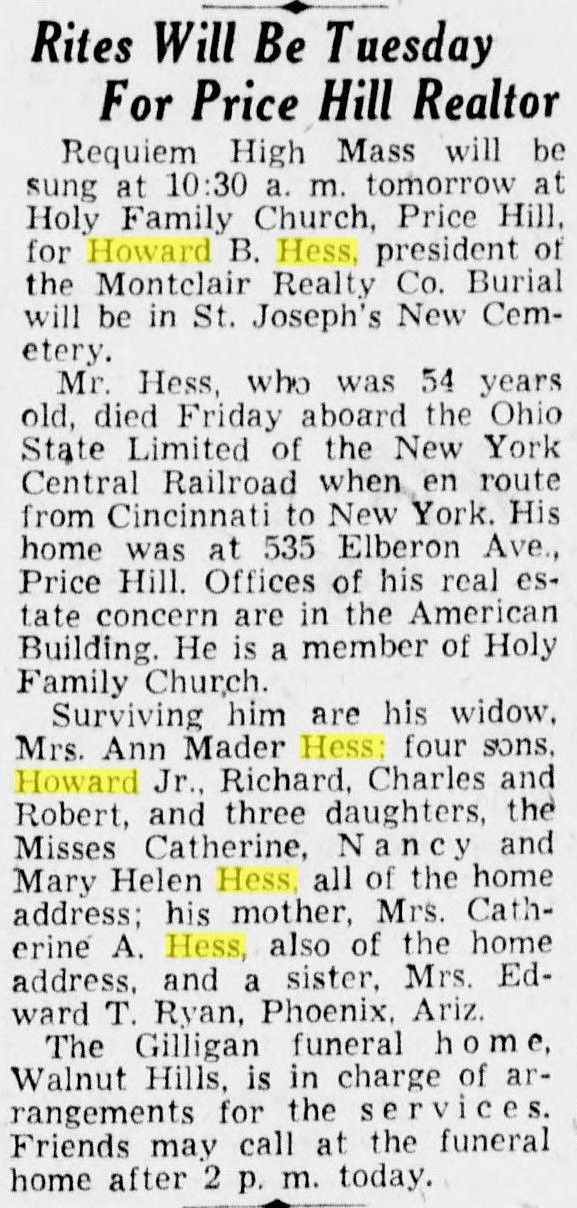 Rites Will Be Tuesday
For Price Hill Realtor
Requiem High Mass will be
sung at 10:30 a. m. tomorrow at
Holy Family Church, Price Hill,
for Howard B. Hess, president of
the Montclair Realty Co. Burial
will be in St. Joseph's New Cem-
etery.
Mr. Hess, who was 54 years
old, died Friday aboard the Ohio
State Limited of the New York
Central Railroad when en route
from Cincinnati to New York. His
home was at 535 Elberon Ave.,
Price Hill. Offices of his real es-
tate concern are in the American
Building. He is a member of Holy
Family Church.
Surviving him are his widow,
Mrs. Ann Mader Hess; four sons,
Howard Jr., Richard, Charles and
Robert, and three daughters, the
Misses Catherine, Nancy and
Mary Helen Hess, all of the home
address; his mother, Mrs. Cath-
erine A. Hess, also of the home
address, and a sister, Mrs. Ed-
ward T. Ryan, Phoenix, Ariz.
The Gilligan funeral home,
Walnut Hills, is in charge of ar-
rangements for the services.
Friends may call at the funeral
home after 2 p. m. today.